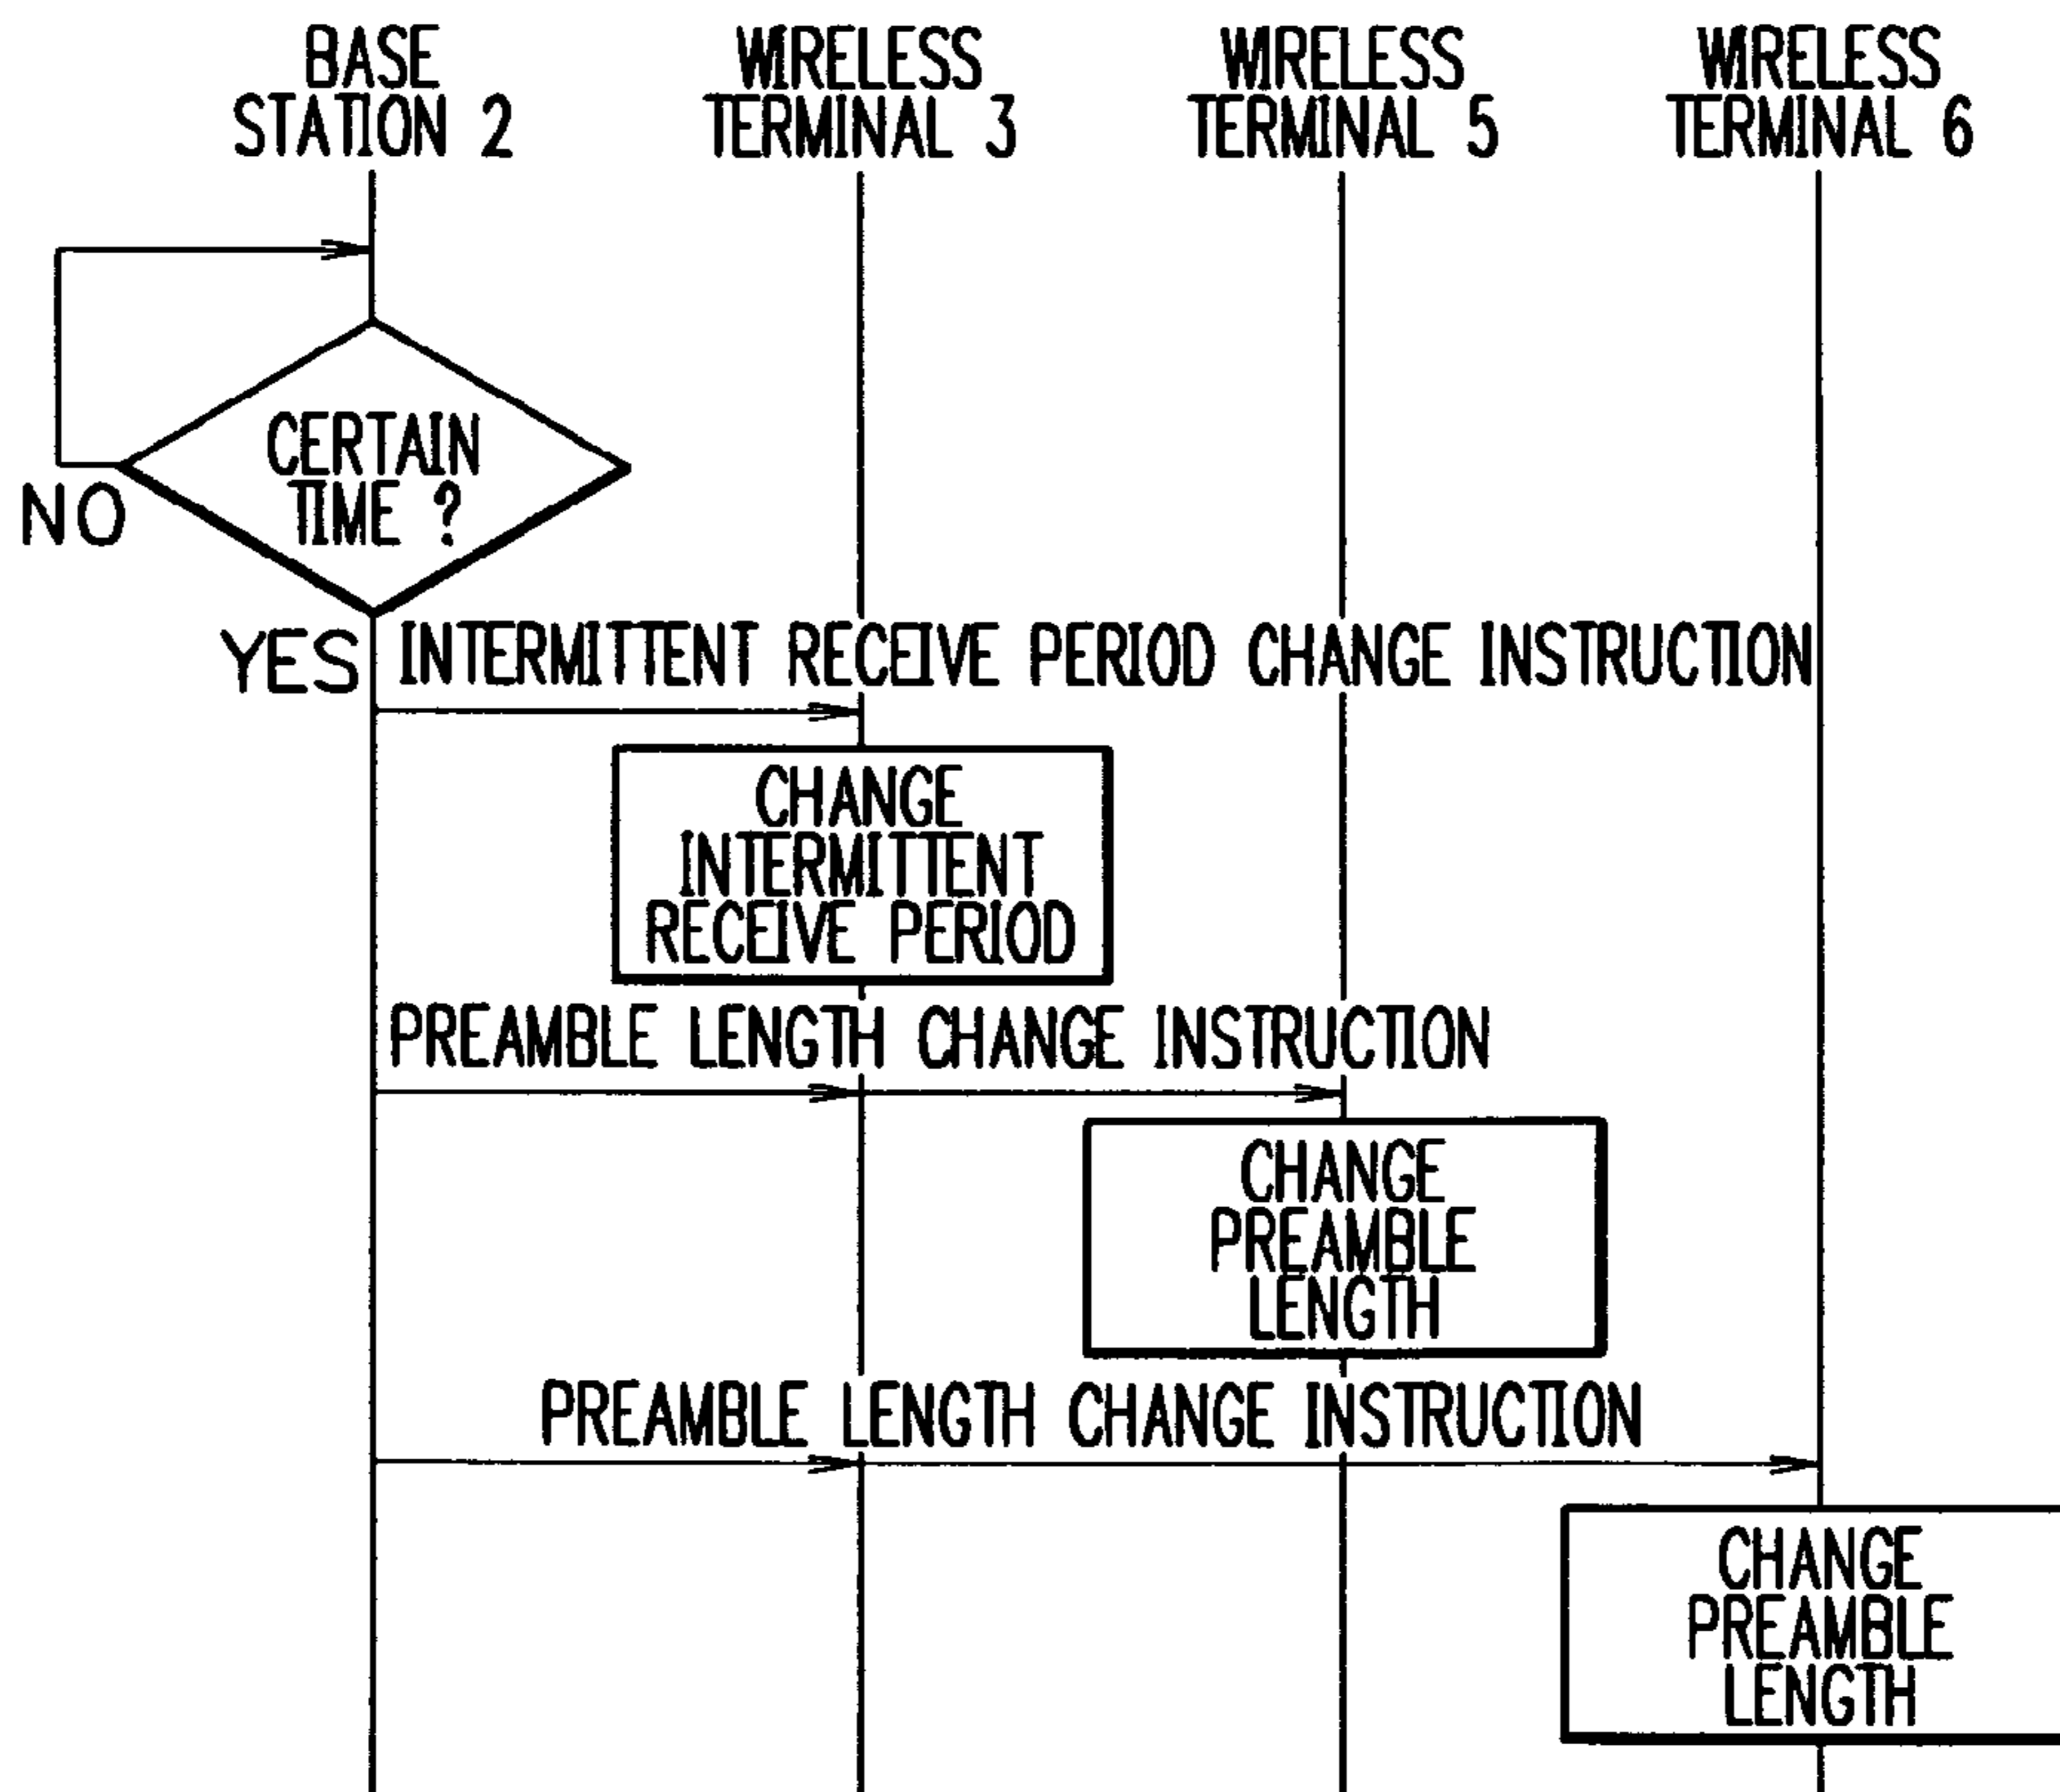 BASE
STATION 2
WIRELESS
TERMINAL 3
WIRELESS
TERMINAL 5
WIRELESS
TERMINAL 6
CERTAIN
TIME ?
NO
YES
INTERMITTENT RECEIVE PERIOD CHANGE INSTRUCTION
CHANGE
INTERMITTENT
RECEIVE PERIOD
PREAMBLE LENGTH CHANGE INSTRUCTION
CHANGE
PREAMBLE
LENGTH
PREAMBLE LENGTH CHANGE INSTRUCTION
CHANGE
PREAMBLE
LENGTH